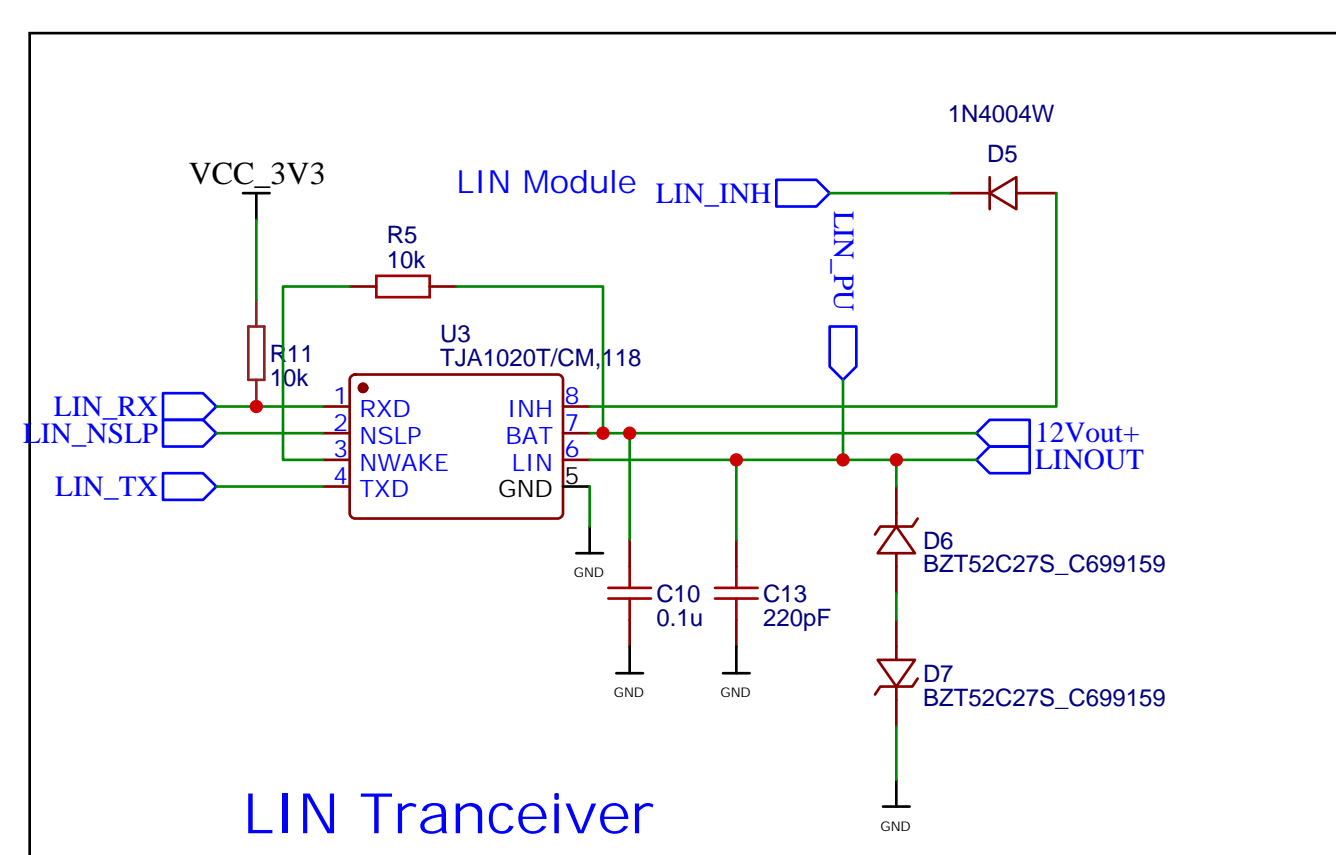 1N4004W
D5
VCC_3V3
LIN Module
LIN_INH
LIN_PU
R5
10k
U3
TJA1020T/CM,118
R11
10k
LIN_RX
LIN_NSLP
LIN_TX
1
2
3
4
RXD
NSLP
NWAKE
TXD
INH
BAT
LIN
GND
8
7
6
5
12Vout+
LINOUT
GND
C10
0.1u
C13
220pF
GND
GND
D6
BZT52C27S_C699159
D7
BZT52C27S_C699159
GND
LIN Tranceiver